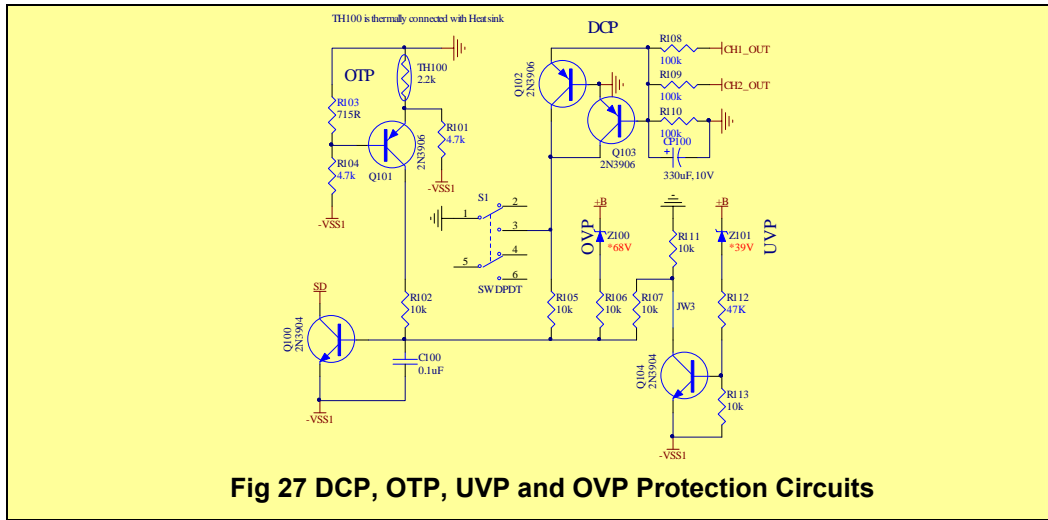 TH100 is thermally connected with Heatsink
DCP
R108
100k
CH1_OUT
TH100
2.2k
OTP
Q102
2N3906
R109
100k
CH2_OUT
R103
715R
R110
100k
R101
4.7k
2N3906
Q101
Q103
2N3906
CP100
+
330uF, 10V
R104
4.7k
-VSS1
-VSS1
S1
1
2
3
4
5
6
SWDPDT
+B
OVP
Z100
*68V
R111
10k
+B
Z101
*39V
UVP
SD
R102
10k
R105
10k
R106
10k
R107
10k
JW3
R112
47K
Q100
2N3904
C100
0.1uF
Q104
2N3904
R113
10k
-VSS1
-VSS1
Fig 27 DCP, OTP, UVP and OVP Protection Circuits